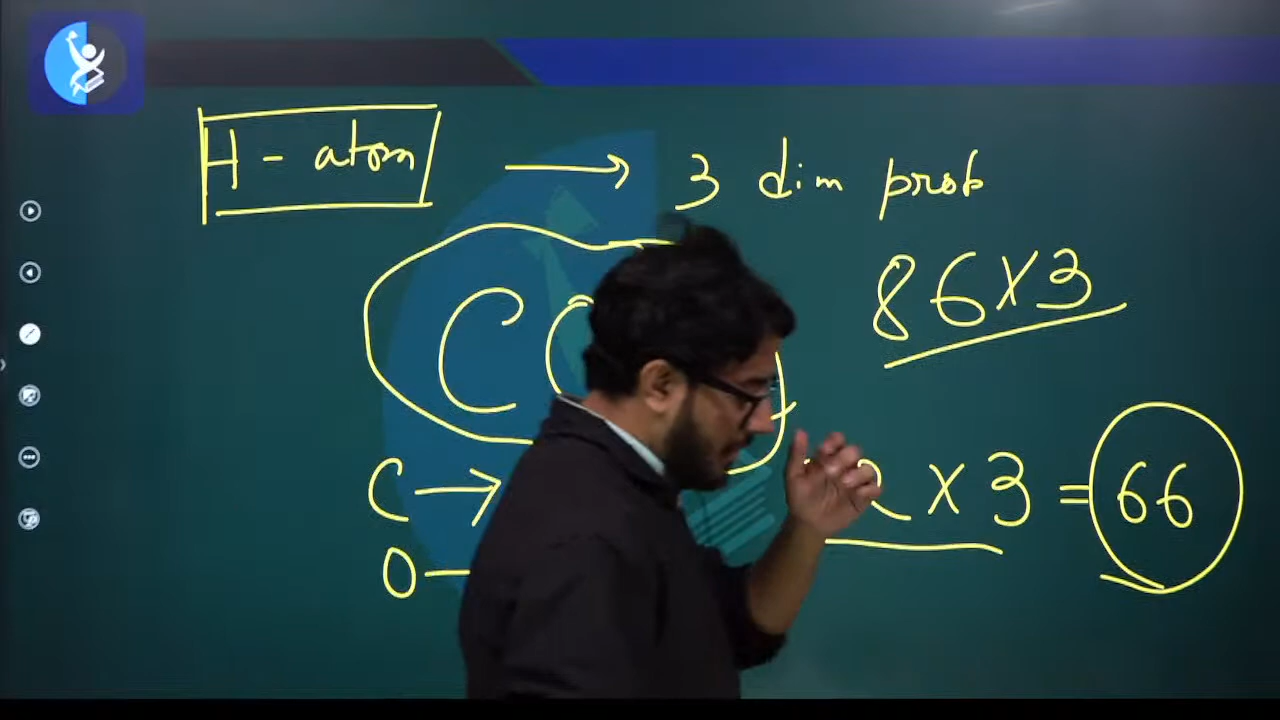 H - atom → 3 dim prob
86×3
C
C → × 3 = 66
O –